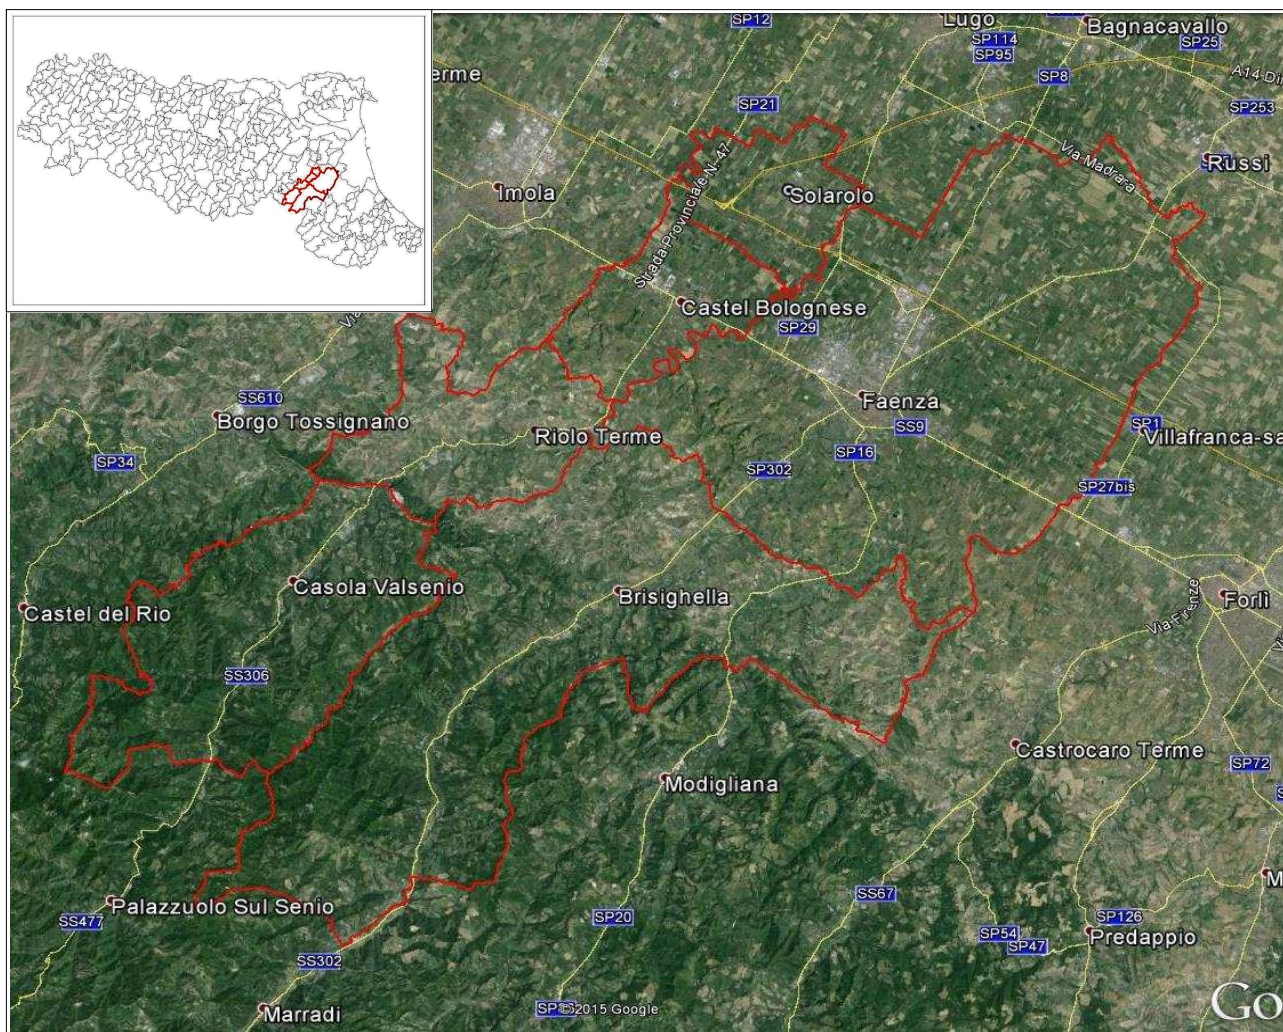 SP12
Lugo
Bagnacavallo
SP114
SP25
SP95
erme
SP8
A14 Di
SP21
SP253
Via Madrara
Russi
Imola
Strada Provinciale N. 47
Solarolo
Castel Bolognese
SP29
SS610
Borgo Tossignano
Faenza
SS9
SP1
Riolo Terme
Villafranca-sa
SP34
SP302
SP16
SP27bis
Casola Valsenio
Brisighella
Castel del Rio
Via Firenze
Forlì
SS306
Castrocaro Terme
Modigliana
SP72
SS67
Palazzuolo Sul Senio
SS477
SP20
SP126
SP54
SP47
Predappio
SS302
Marradi
©2015 Google
Go